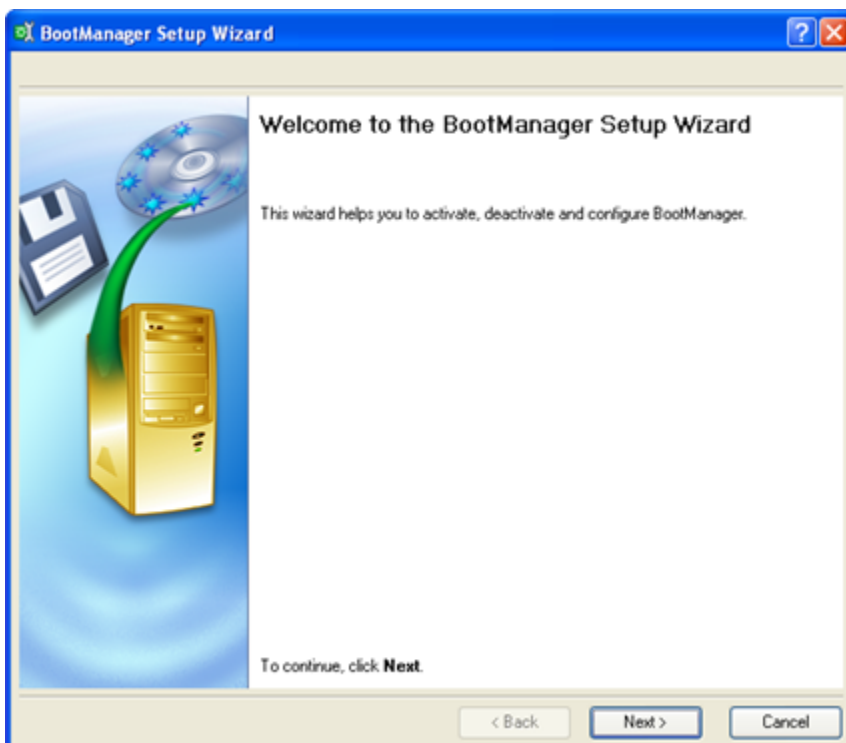 BootManager Setup Wizard
Welcome to the BootManager Setup Wizard
This wizard helps you to activate, deactivate and configure BootManager.
To continue, click Next.
< Back Next > Cancel